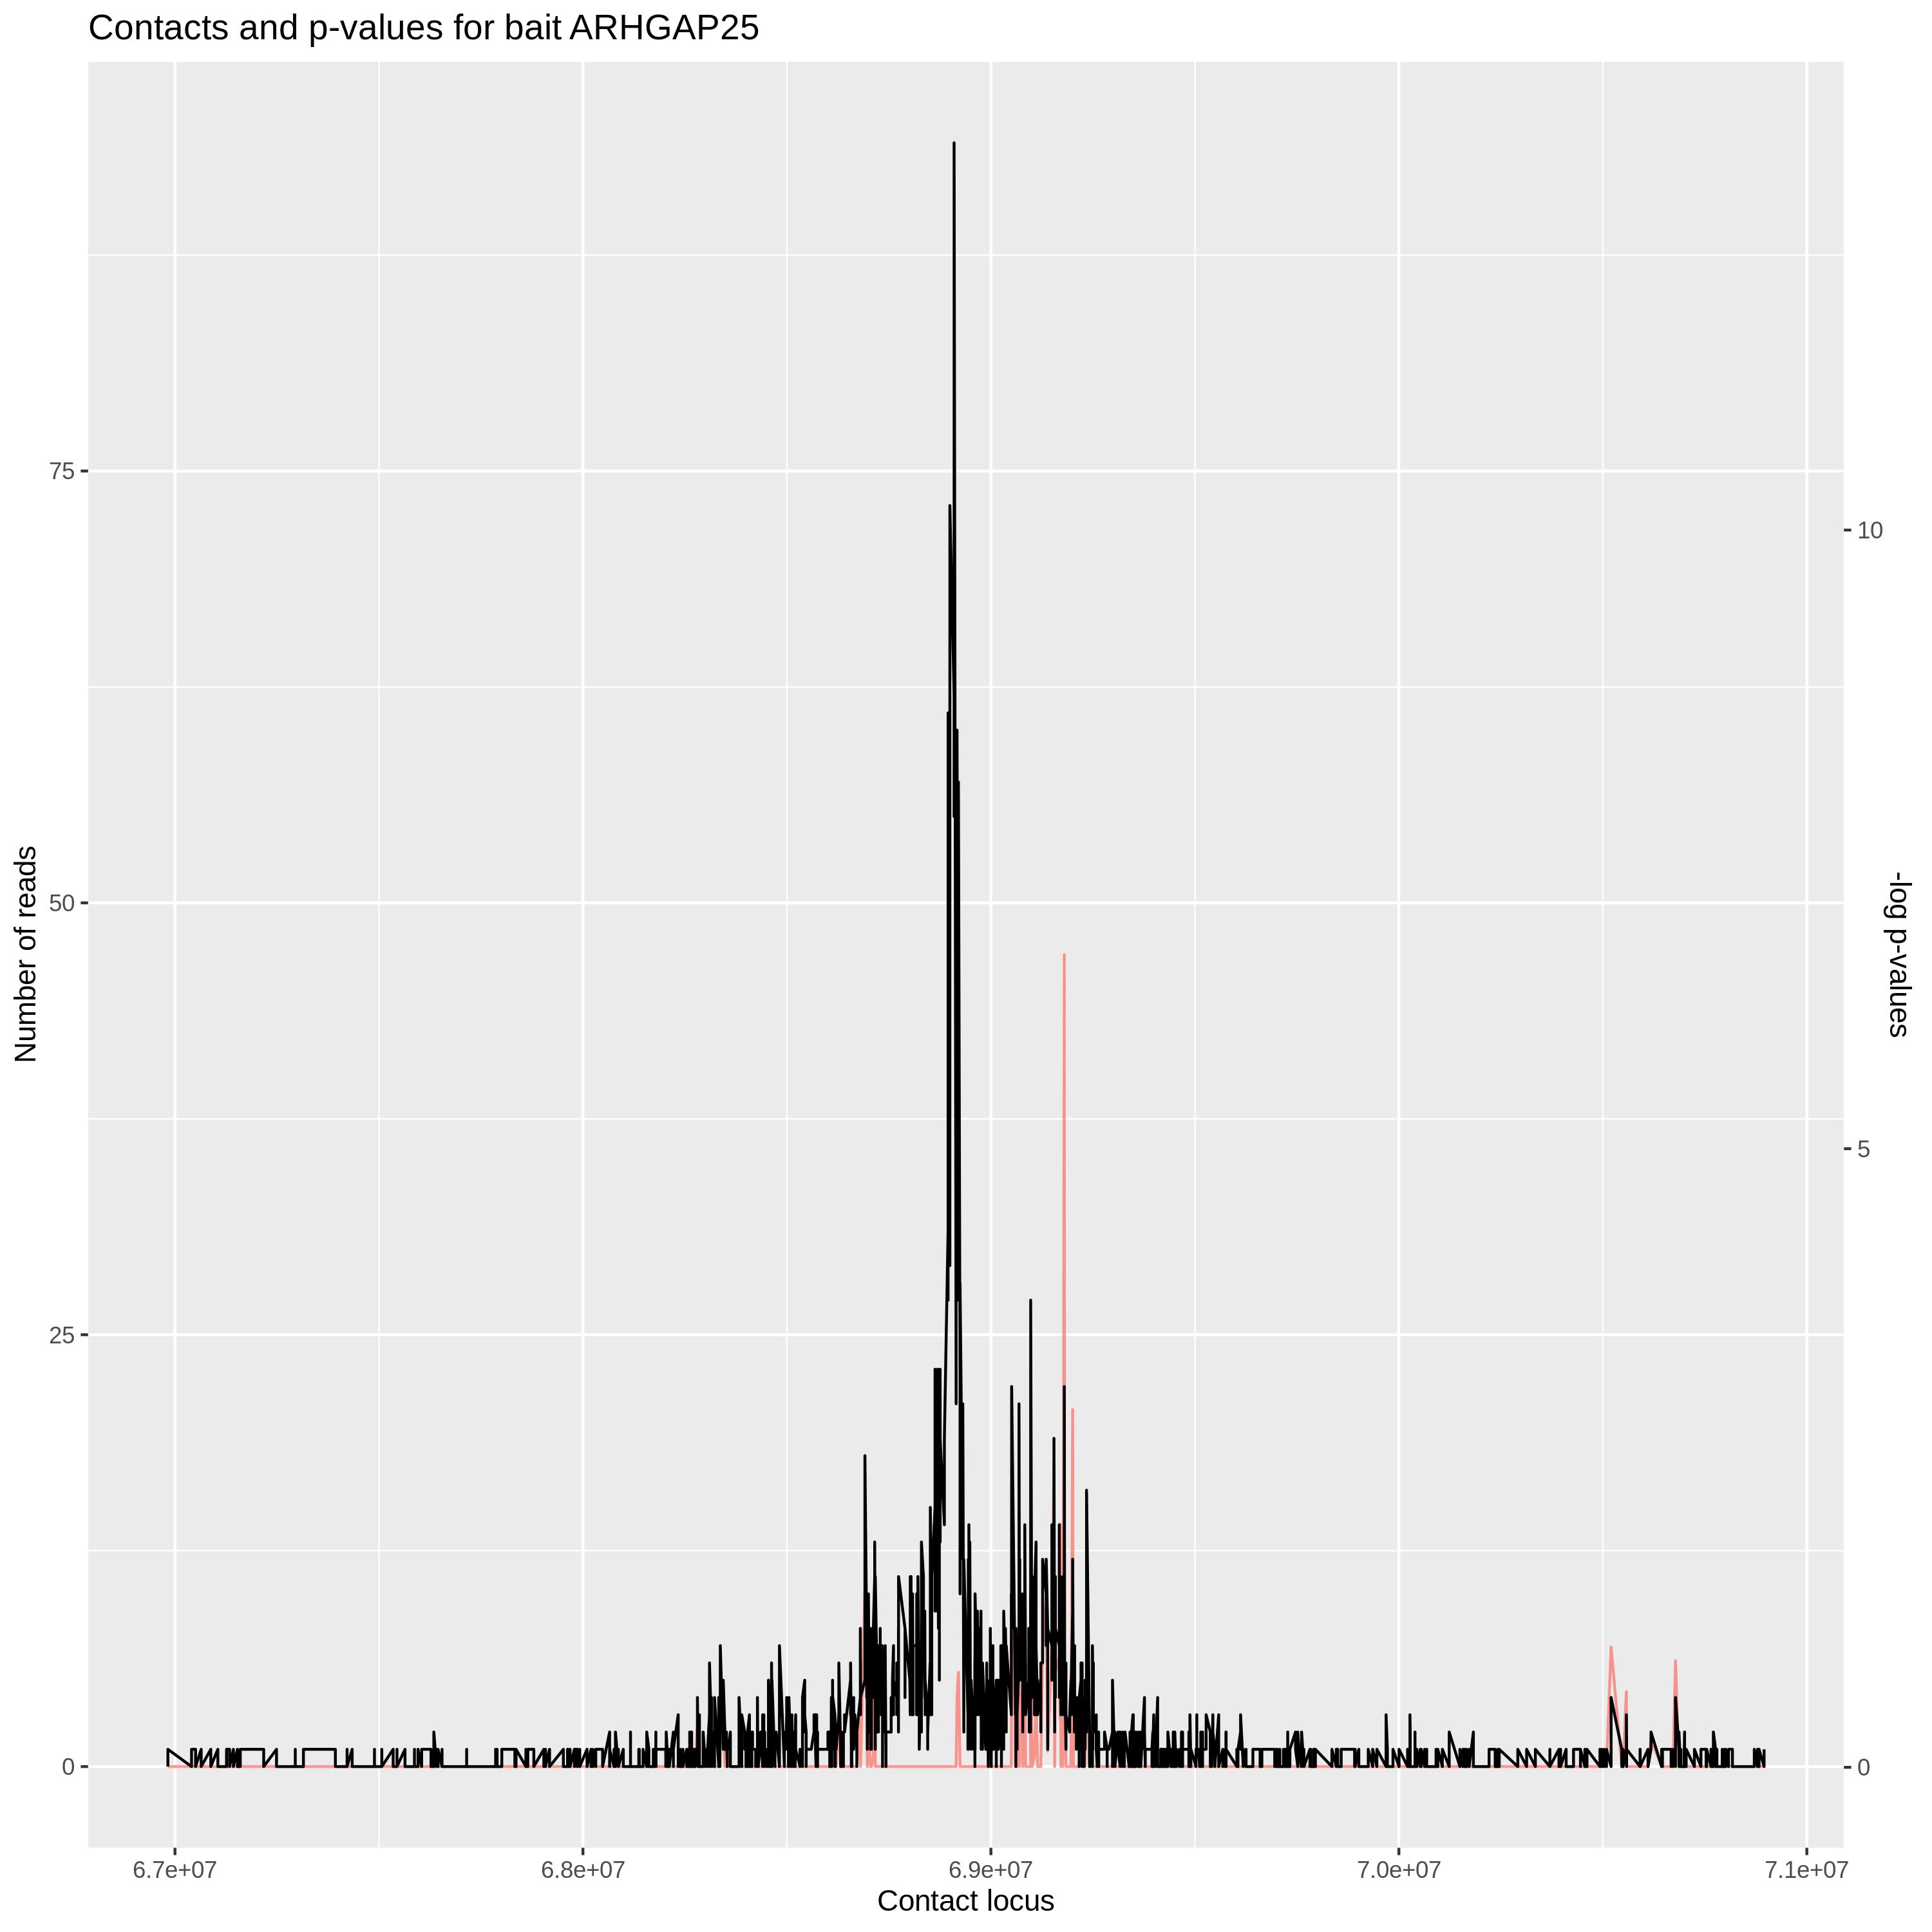 Contacts and p-values for bait ARHGAP25
Number of reads
75
50
25
0
10
5
0
-log p-values
6.7e+07
6.8e+07
6.9e+07
7.0e+07
7.1e+07
Contact locus